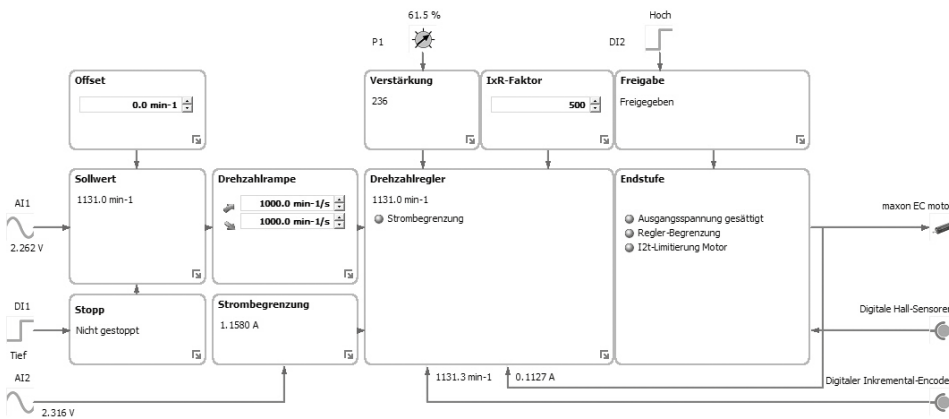 61.5 %
P1
Hoch
DI2
Offset
0.0 min-1
Verstärkung
236
IxR-Faktor
500
Freigabe
Freigegeben
AI1
2.262 V
Sollwert
1131.0 min-1
Drehzahlrampe
1000.0 min-1/s
1000.0 min-1/s
Drehzahlregler
1131.0 min-1
Strombegrenzung
Endstufe
Ausgangsspannung gesättigt
Regler-Begrenzung
I2t-Limitierung Motor
maxon EC moto
DI1
Tief
Stopp
Nicht gestoppt
Strombegrenzung
1.1580 A
Digitale Hall-Sensoren
AI2
2.316 V
1131.3 min-1
0.1127 A
Digitaler Inkremental-Encode